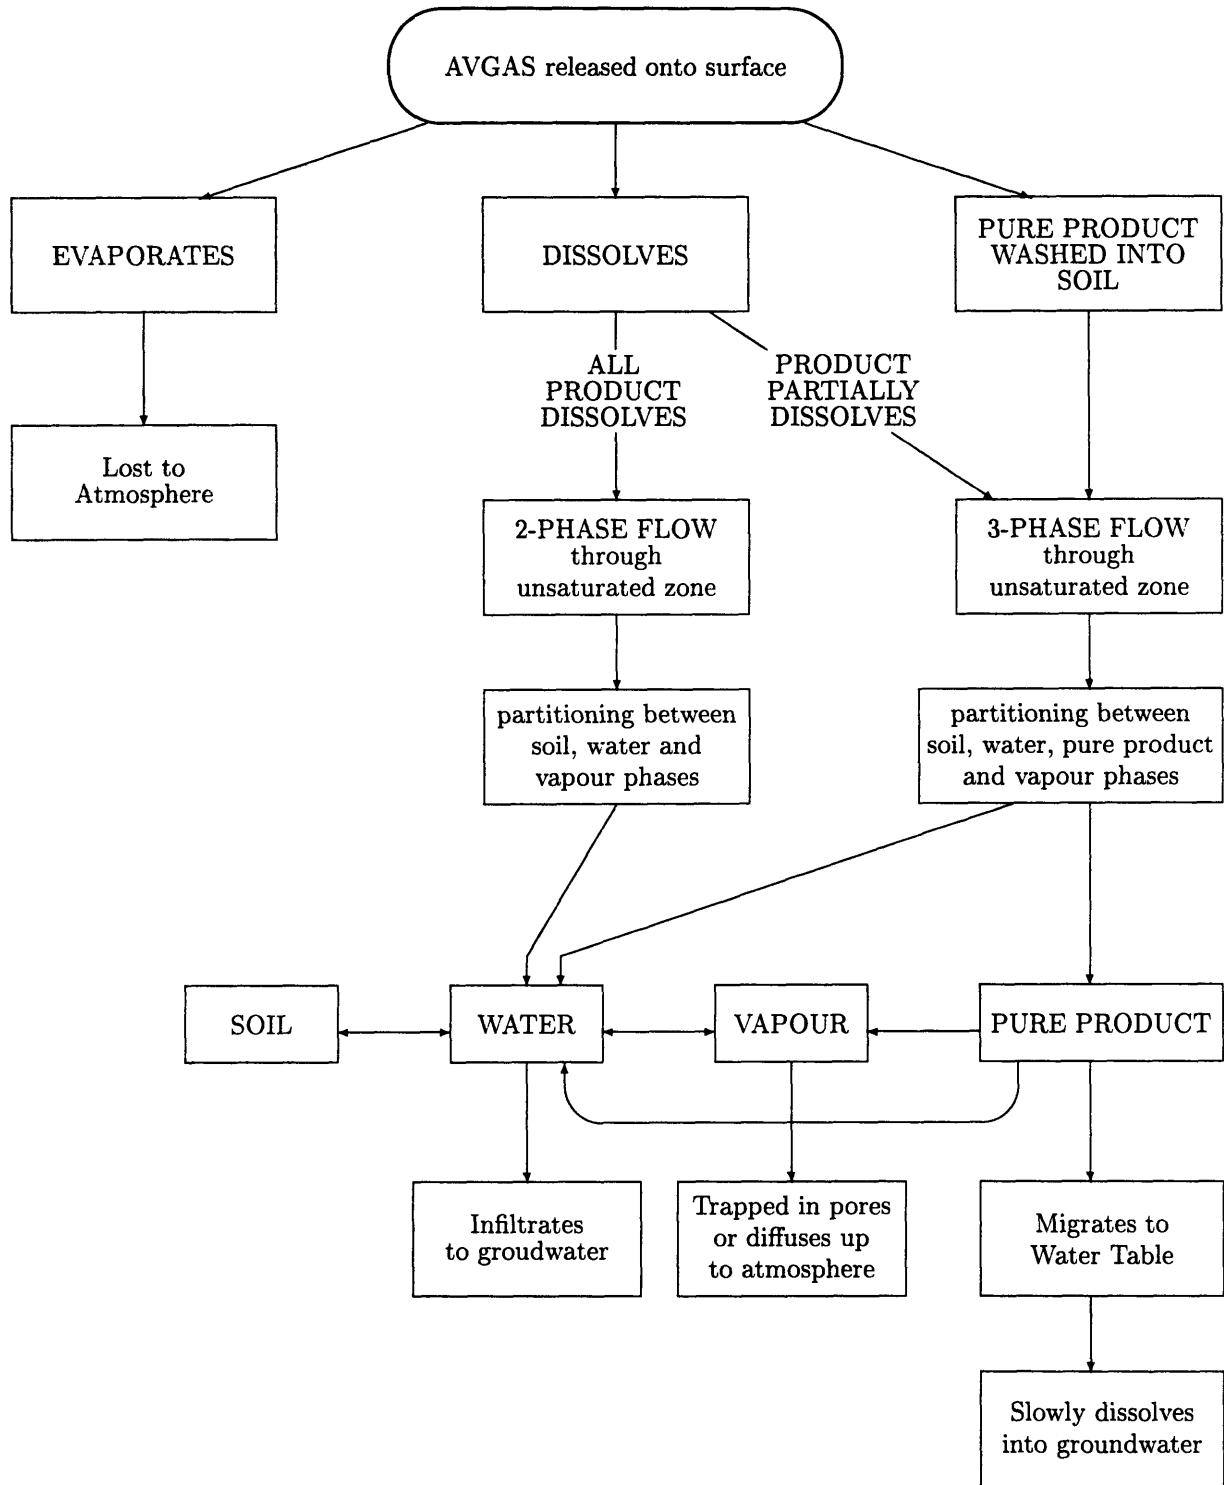 AVGAS released onto surface
EVAPORATES
DISSOLVES
PURE PRODUCT
WASHED INTO
SOIL
ALL
PRODUCT
DISSOLVES
PRODUCT
PARTIALLY
DISSOLVES
Lost to
Atmosphere
2-PHASE FLOW
through
unsaturated zone
3-PHASE FLOW
through
unsaturated zone
partitioning between
soil, water and
vapour phases
partitioning between
soil, water, pure product
and vapour phases
SOIL
WATER
VAPOUR
PURE PRODUCT
Infiltrates
to groudwater
Trapped in pores
or diffuses up
to atmosphere
Migrates to
Water Table
Slowly dissolves
into groundwater